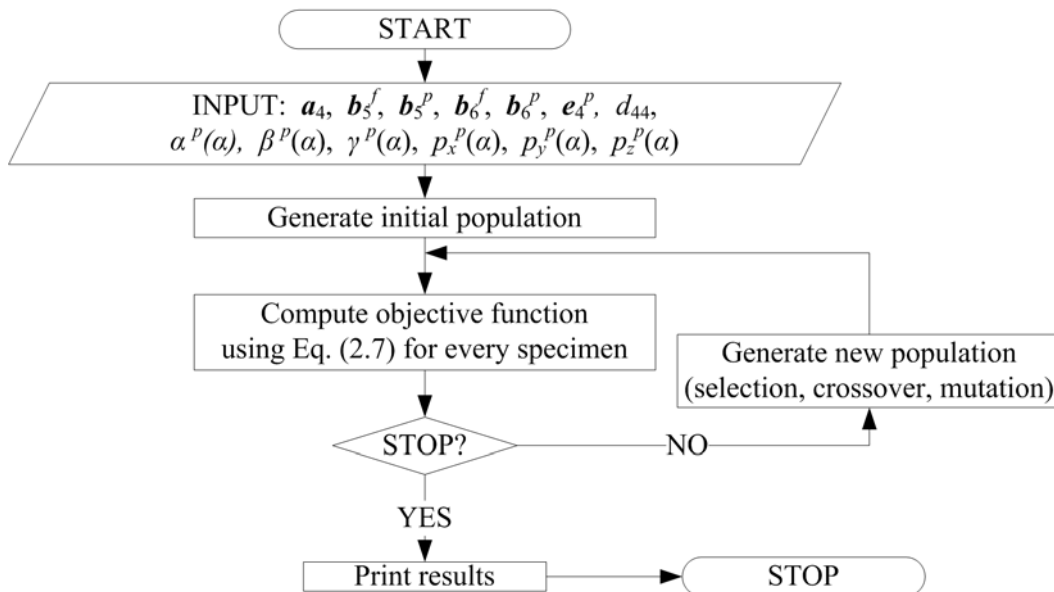 START
INPUT: a₄, b₅ᶠ, b₅ᵖ, b₆ᶠ, b₆ᵖ, e₄ᵖ, d₄₄,
αᵖ(α), βᵖ(α), γᵖ(α), pₓᵖ(α), p_yᵖ(α), p_zᵖ(α)
Generate initial population
Compute objective function
using Eq. (2.7) for every specimen
Generate new population
(selection, crossover, mutation)
STOP?
NO
YES
Print results
STOP